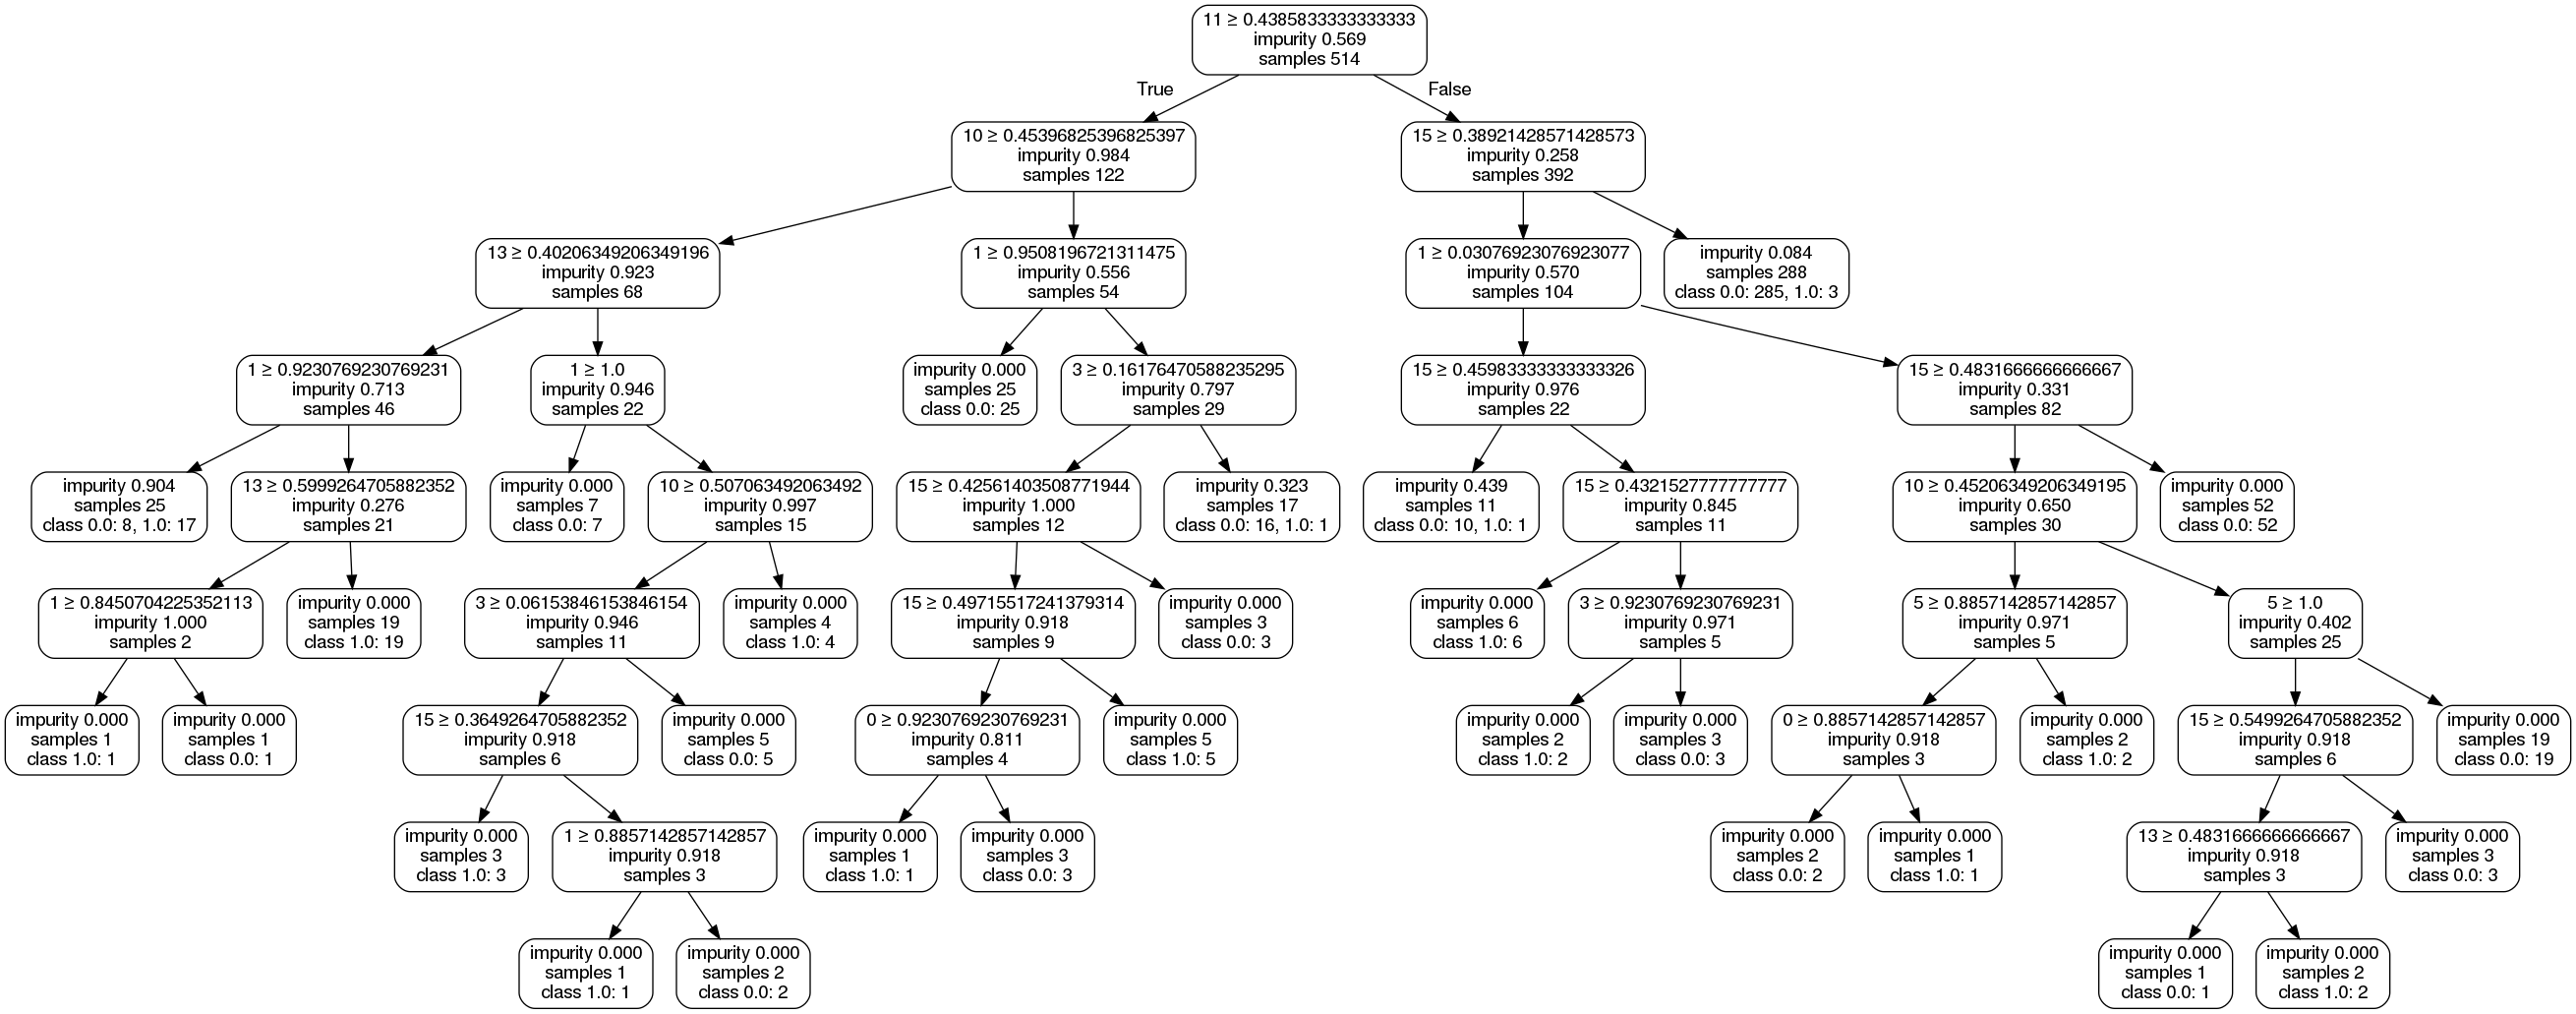 11 ≥ 0.4385833333333333
impurity 0.569
samples 514
True
False
10 ≥ 0.45396825396825397
impurity 0.984
samples 122
15 ≥ 0.38921428571428573
impurity 0.258
samples 392
13 ≥ 0.40206349206349196
impurity 0.923
samples 68
1 ≥ 0.9508196721311475
impurity 0.556
samples 54
1 ≥ 0.03076923076923077
impurity 0.570
samples 104
impurity 0.084
samples 288
class 0.0: 285, 1.0: 3
1 ≥ 0.9230769230769231
impurity 0.713
samples 46
1 ≥ 1.0
impurity 0.946
samples 22
impurity 0.000
samples 25
class 0.0: 25
3 ≥ 0.16176470588235295
impurity 0.797
samples 29
15 ≥ 0.45983333333333326
impurity 0.976
samples 22
15 ≥ 0.4831666666666667
impurity 0.331
samples 82
impurity 0.904
samples 25
class 0.0: 8, 1.0: 17
13 ≥ 0.5999264705882352
impurity 0.276
samples 21
impurity 0.000
samples 7
class 0.0: 7
10 ≥ 0.507063492063492
impurity 0.997
samples 15
15 ≥ 0.42561403508771944
impurity 1.000
samples 12
impurity 0.323
samples 17
class 0.0: 16, 1.0: 1
impurity 0.439
samples 11
class 0.0: 10, 1.0: 1
15 ≥ 0.4321527777777777
impurity 0.845
samples 11
10 ≥ 0.45206349206349195
impurity 0.650
samples 30
impurity 0.000
samples 52
class 0.0: 52
1 ≥ 0.8450704225352113
impurity 1.000
samples 2
impurity 0.000
samples 19
class 1.0: 19
3 ≥ 0.06153846153846154
impurity 0.946
samples 11
impurity 0.000
samples 4
class 1.0: 4
15 ≥ 0.49715517241379314
impurity 0.918
samples 9
impurity 0.000
samples 3
class 0.0: 3
impurity 0.000
samples 6
class 1.0: 6
3 ≥ 0.9230769230769231
impurity 0.971
samples 5
5 ≥ 0.8857142857142857
impurity 0.971
samples 5
5 ≥ 1.0
impurity 0.402
samples 25
impurity 0.000
samples 1
class 1.0: 1
impurity 0.000
samples 1
class 0.0: 1
15 ≥ 0.3649264705882352
impurity 0.918
samples 6
impurity 0.000
samples 5
class 0.0: 5
0 ≥ 0.9230769230769231
impurity 0.811
samples 4
impurity 0.000
samples 5
class 1.0: 5
impurity 0.000
samples 2
class 1.0: 2
impurity 0.000
samples 3
class 0.0: 3
0 ≥ 0.8857142857142857
impurity 0.918
samples 3
impurity 0.000
samples 2
class 1.0: 2
15 ≥ 0.5499264705882352
impurity 0.918
samples 6
impurity 0.000
samples 19
class 0.0: 19
impurity 0.000
samples 3
class 1.0: 3
1 ≥ 0.8857142857142857
impurity 0.918
samples 3
impurity 0.000
samples 1
class 1.0: 1
impurity 0.000
samples 3
class 0.0: 3
impurity 0.000
samples 2
class 0.0: 2
impurity 0.000
samples 1
class 1.0: 1
13 ≥ 0.4831666666666667
impurity 0.918
samples 3
impurity 0.000
samples 3
class 0.0: 3
impurity 0.000
samples 1
class 1.0: 1
impurity 0.000
samples 2
class 0.0: 2
impurity 0.000
samples 1
class 0.0: 1
impurity 0.000
samples 2
class 1.0: 2